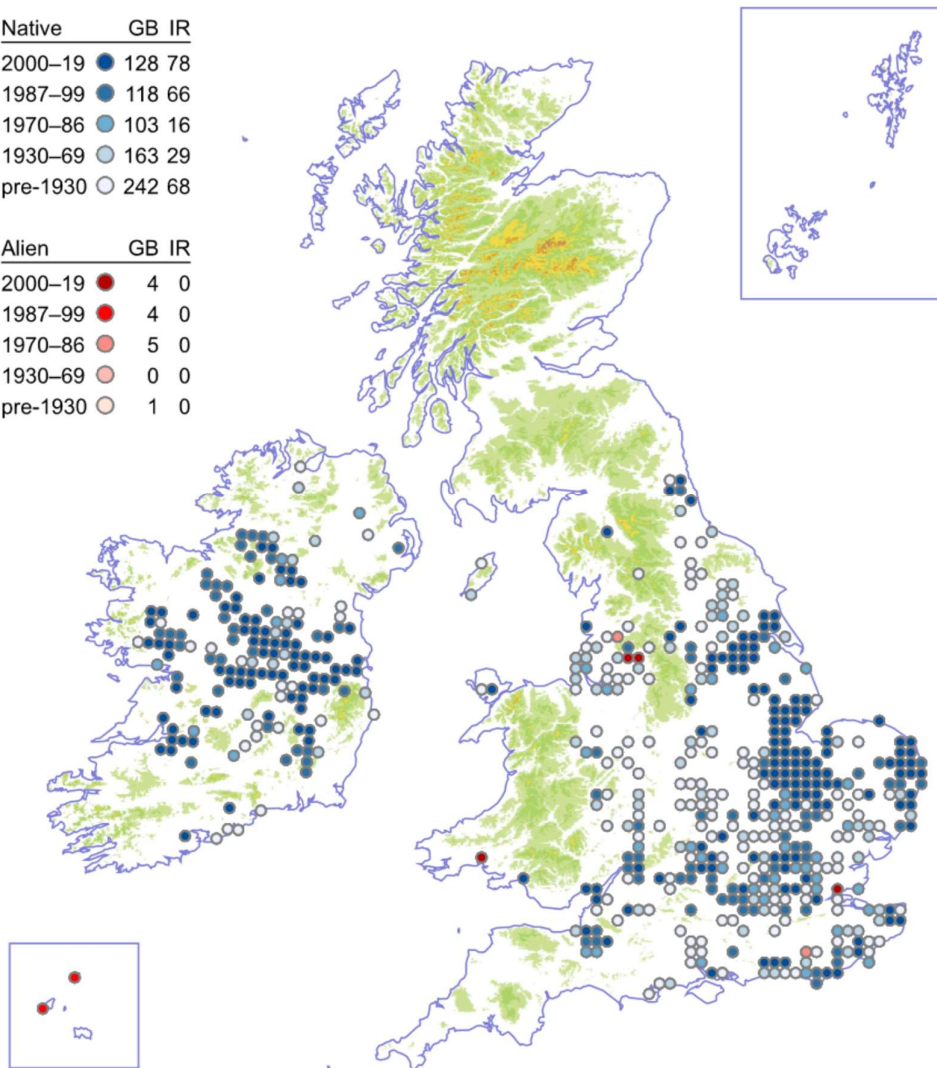 Native GB IR
2000–19 128 78
1987–99 118 66
1970–86 103 16
1930–69 163 29
pre-1930 242 68
Alien GB IR
2000–19 4 0
1987–99 4 0
1970–86 5 0
1930–69 0 0
pre-1930 1 0